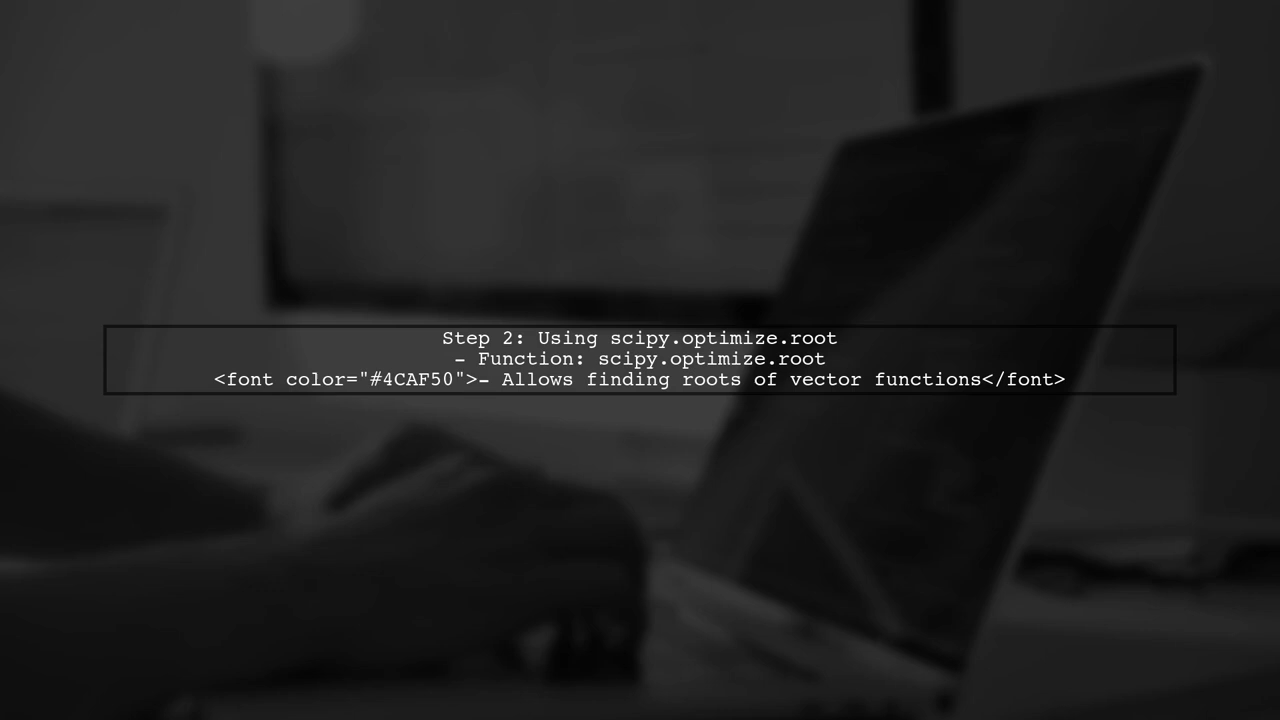 Step 2: Using scipy.optimize.root
- Function: scipy.optimize.root
<font color="#4CAF50">- Allows finding roots of vector functions</font>